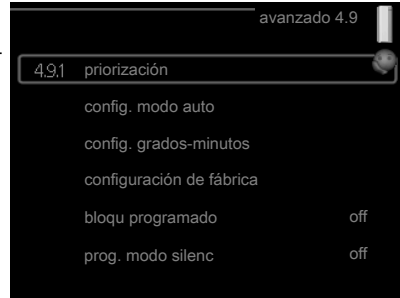 avanzado 4.9
4.9.1 priorización
config. modo auto
config. grados-minutos
configuración de fábrica
bloqu programado off
prog. modo silenc off